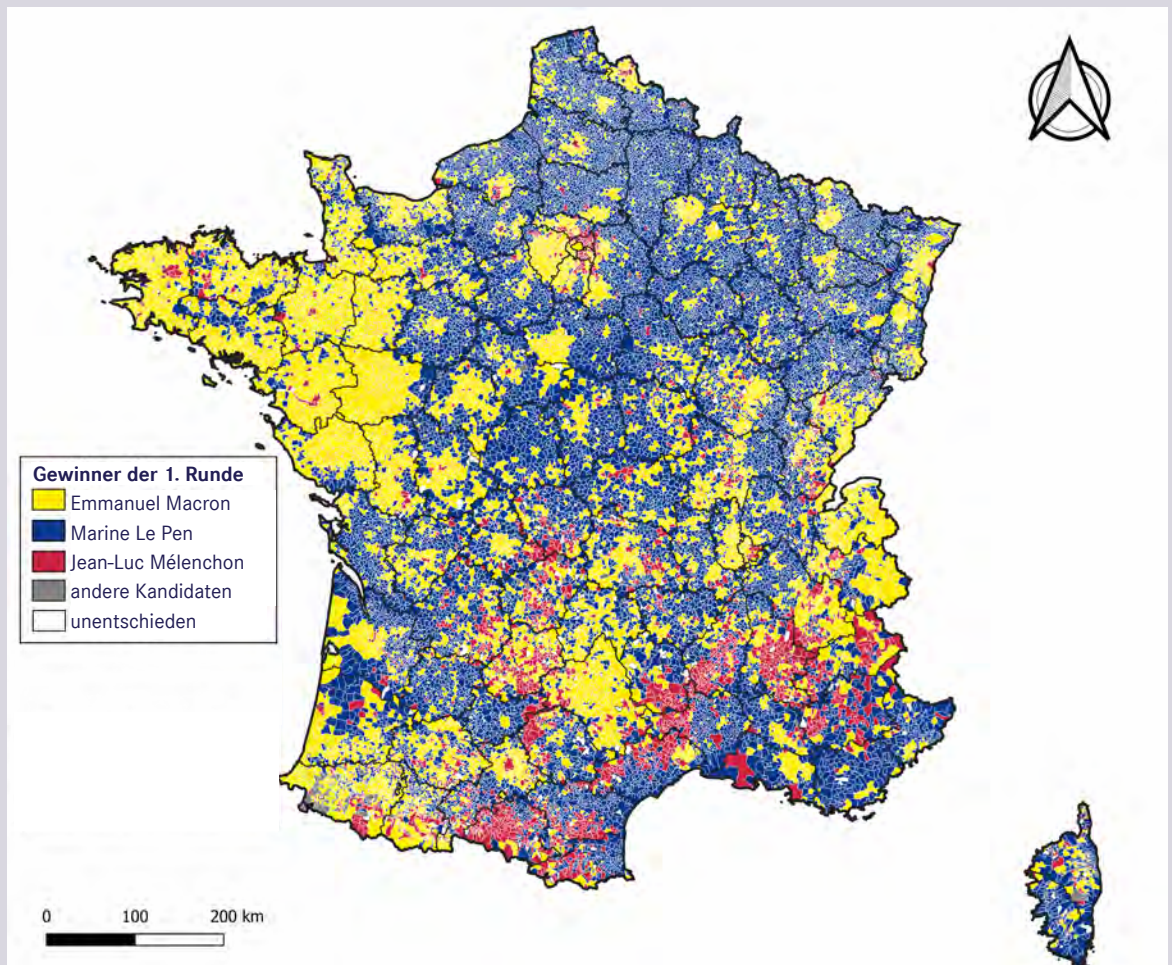 Gewinner der 1. Runde
Emmanuel Macron
Marine Le Pen
Jean-Luc Mélenchon
andere Kandidaten
unentschieden
0 100 200 km